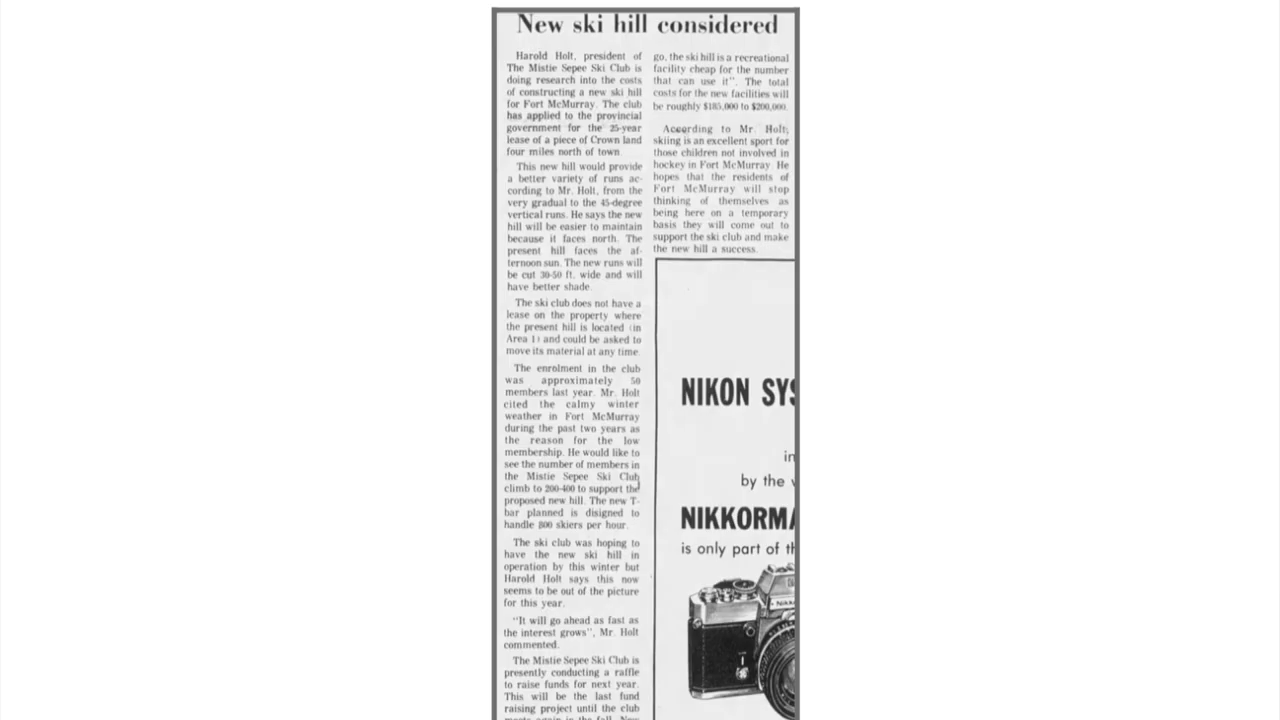 New ski hill considered
Harold Holt, president of
The Mistie Sepee Ski Club is
doing research into the costs
of constructing a new ski hill
for Fort McMurray. The club
has applied to the provincial
government for the 25-year
lease of a piece of Crown land
four miles north of town.
This new hill would provide
a better variety of runs ac-
cording to Mr. Holt, from the
very gradual to the 45-degree
vertical runs. He says the new
hill will be easier to maintain
because it faces north. The
present hill faces the af-
ternoon sun. The new runs will
be cut 30-50 ft. wide and will
have better shade.
The ski club does not have a
lease on the property where
the present hill is located (in
Area 1) and could be asked to
move its material at any time.
The enrolment in the club
was approximately 50
members last year. Mr. Holt
cited the calmy winter
weather in Fort McMurray
during the past two years as
the reason for the low
membership. He would like to
see the number of members in
the Mistie Sepee Ski Club
climb to 200-400 to support the
proposed new hill. The new T-
bar planned is disigned to
handle 800 skiers per hour.
The ski club was hoping to
have the new ski hill in
operation by this winter but
Harold Holt says this now
seems to be out of the picture
for this year.
"It will go ahead as fast as
the interest grows", Mr. Holt
commented.
The Mistie Sepee Ski Club is
presently conducting a raffle
to raise funds for next year.
This will be the last fund
raising project until the club
go, the ski hill is a recreational
facility cheap for the number
that can use it". The total
costs for the new facilities will
be roughly $185,000 to $200,000.
According to Mr. Holt,
skiing is an excellent sport for
those children not involved in
hockey in Fort McMurray. He
hopes that the residents of
Fort McMurray will stop
thinking of themselves as
being here on a temporary
basis they will come out to
support the ski club and make
the new hill a success.
NIKON SYS
in
by the
NIKKORMA
is only part of th